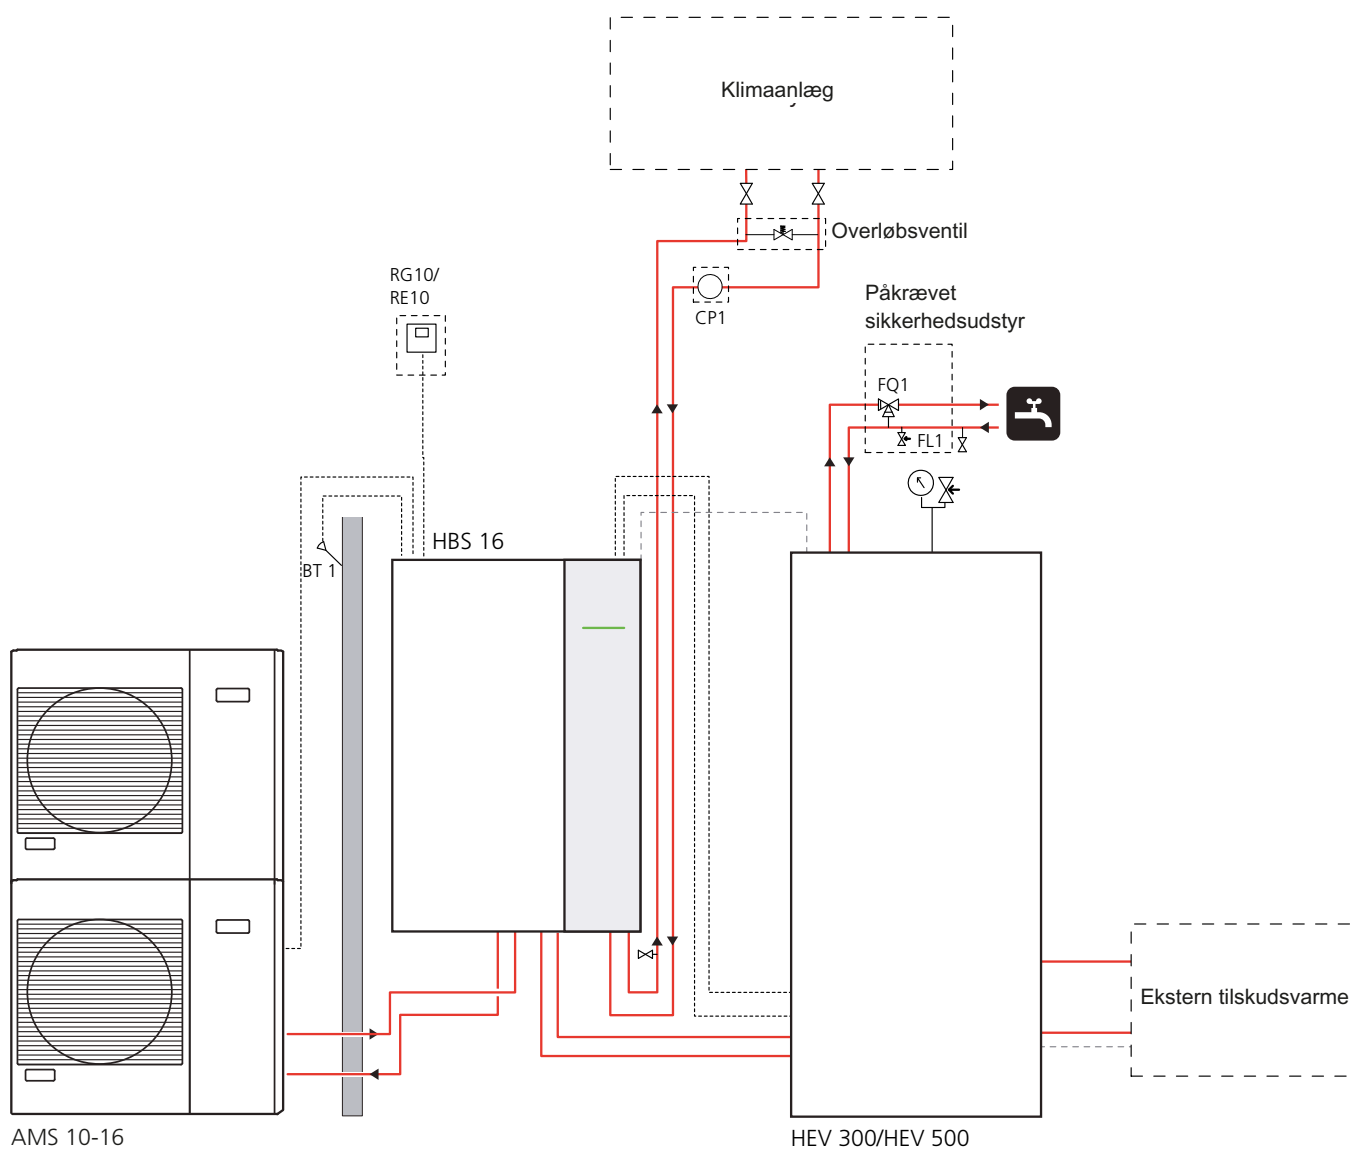 Klimaanlæg
Overløbsventil
RG10/
RE10
CP1
Påkrævet
sikkerhedsudstyr
FQ1
FL1
HBS 16
BT 1
Ekstern tilskudsvarme
AMS 10-16
HEV 300/HEV 500